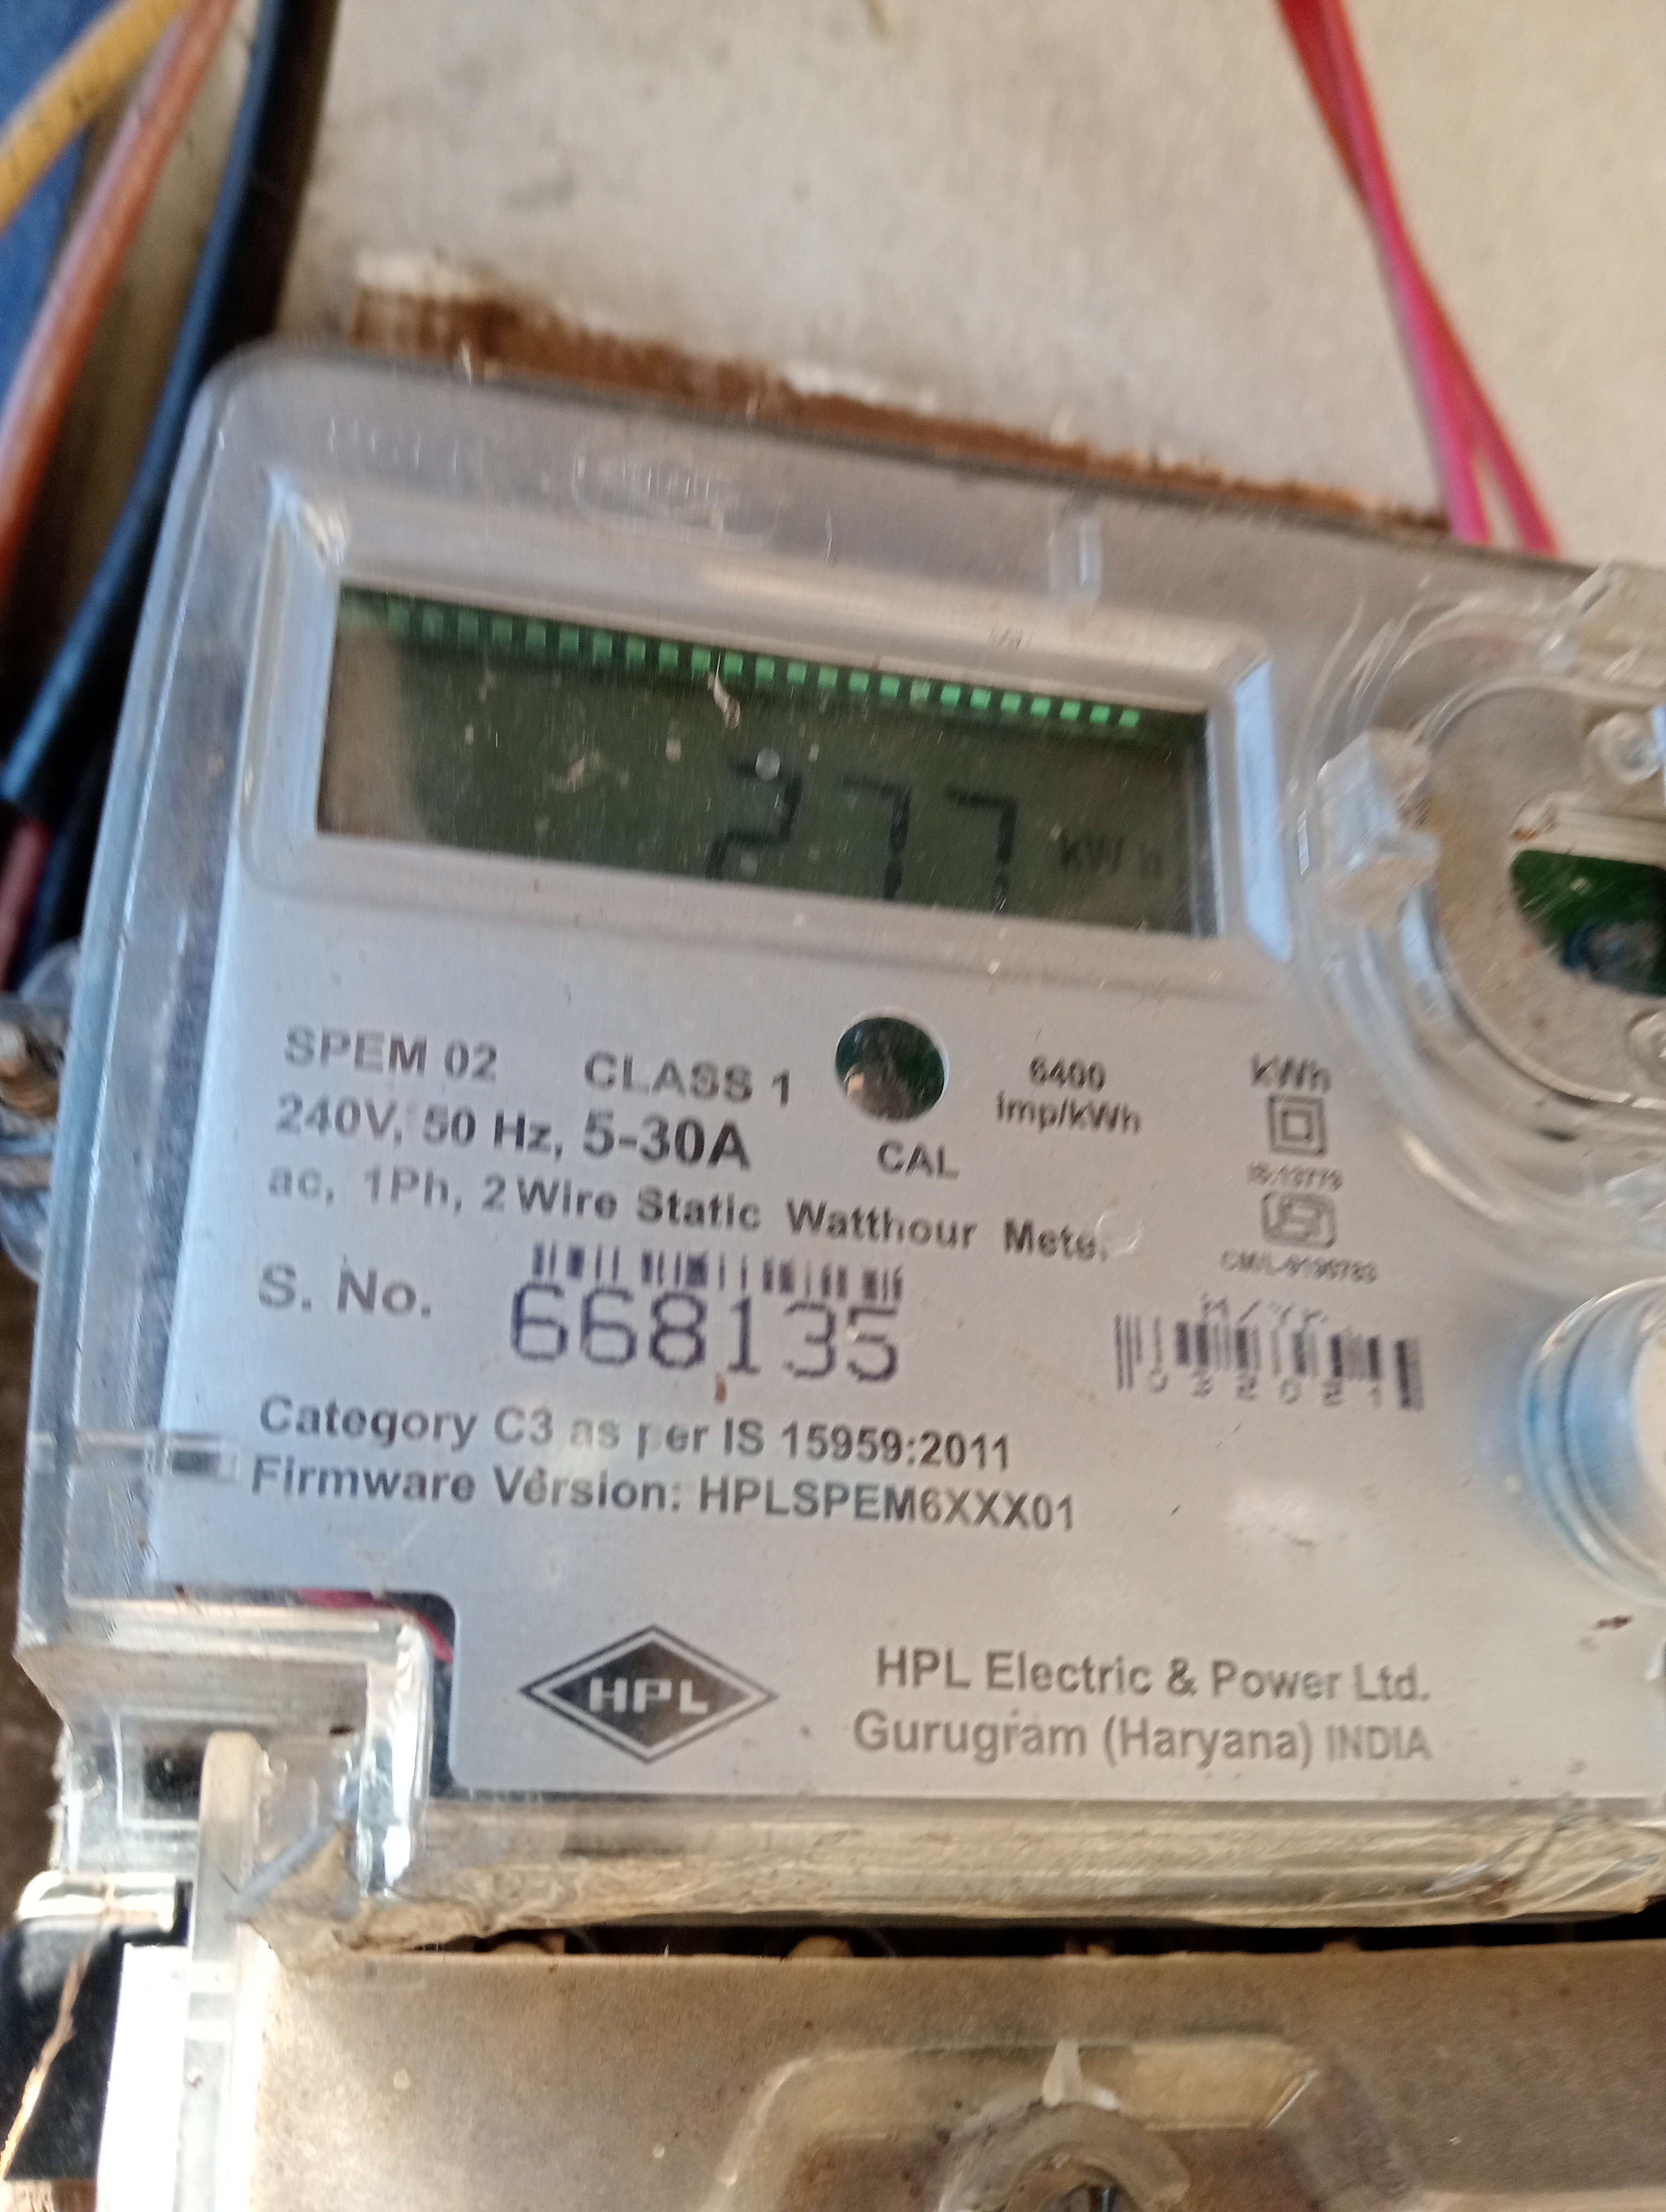 277 kWh
SPEM 02 CLASS 1
6400
imp/kWh
kWh
240V, 50 Hz, 5-30A
CAL
ac, 1Ph, 2 Wire Static Watthour Mete
IS:13779
S. No. 668135
Category C3 as per IS 15959:2011
Firmware Version: HPLSPEM6XXX01
HPL
HPL Electric & Power Ltd.
Gurugram (Haryana) INDIA